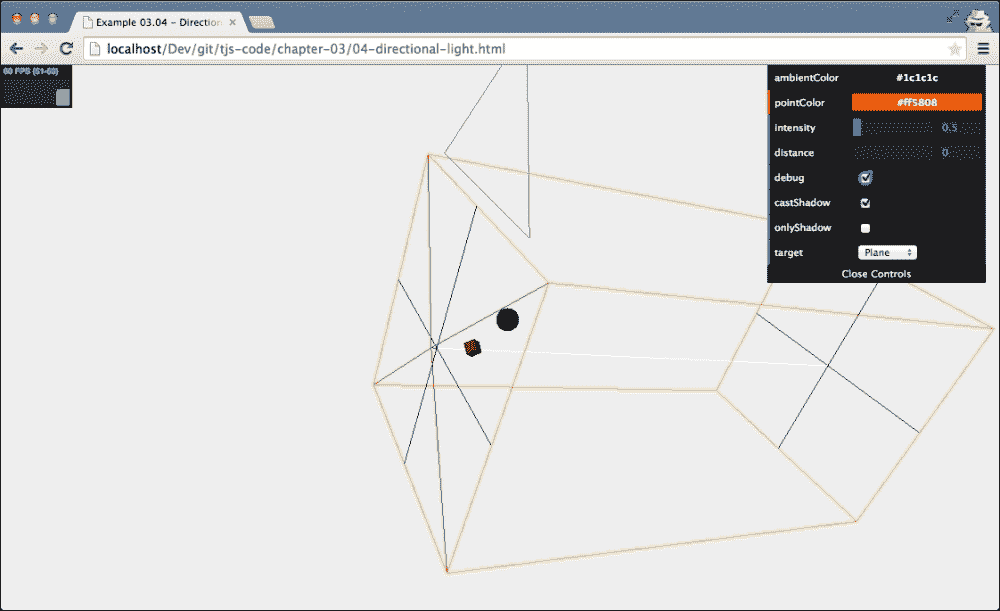 Example 03.04 – Direction
localhost/Dev/git/tjs-code/chapter-03/04-directional-light.html
60 FPS (51-60)
ambientColor #1c1c1c
pointColor #ff5808
intensity 0.5
distance 0
debug
castShadow
onlyShadow
target Plane
Close Controls